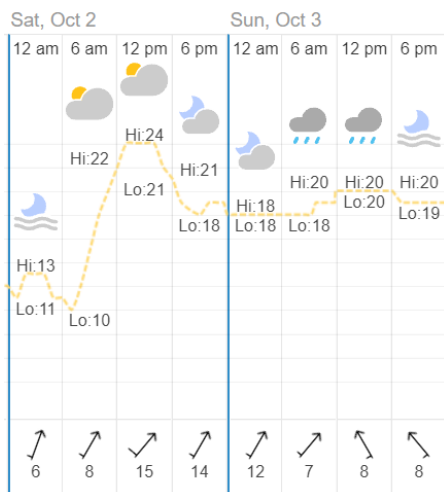 Sat, Oct 2 Sun, Oct 3
12 am 6 am 12 pm 6 pm 12 am 6 am 12 pm 6 pm
Hi:24
Hi:22
Hi:21
Lo:21 Hi:20 Hi:20 Hi:20
Hi:18 Lo:20 Lo:19
Lo:18 Lo:18 Lo:18
Hi:13
Lo:11 Lo:10
6 8 15 14 12 7 8 8